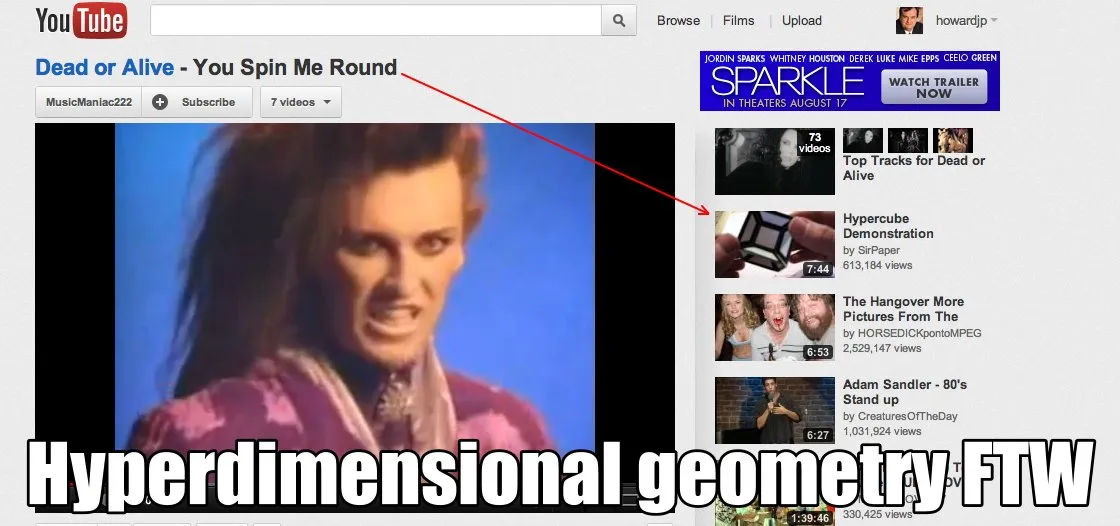 YouTube
Browse | Films | Upload
howardjp
Dead or Alive - You Spin Me Round
MusicManiac222
Subscribe
7 videos
JORDIN SPARKS WHITNEY HOUSTON DEREK LUKE MIKE EPPS CEELO GREEN
SPARKLE
IN THEATERS AUGUST 17
WATCH TRAILER
NOW
73
videos
Top Tracks for Dead or
Alive
Hypercube
Demonstration
by SirPaper
613,184 views
7:44
The Hangover More
Pictures From The
by HORSEDICKpontoMPEG
2,529,147 views
6:53
Adam Sandler - 80's
Stand up
by CreaturesOfTheDay
1,031,924 views
6:27
Hyperdimensional geometry FTW
330,425 views
1:39:46